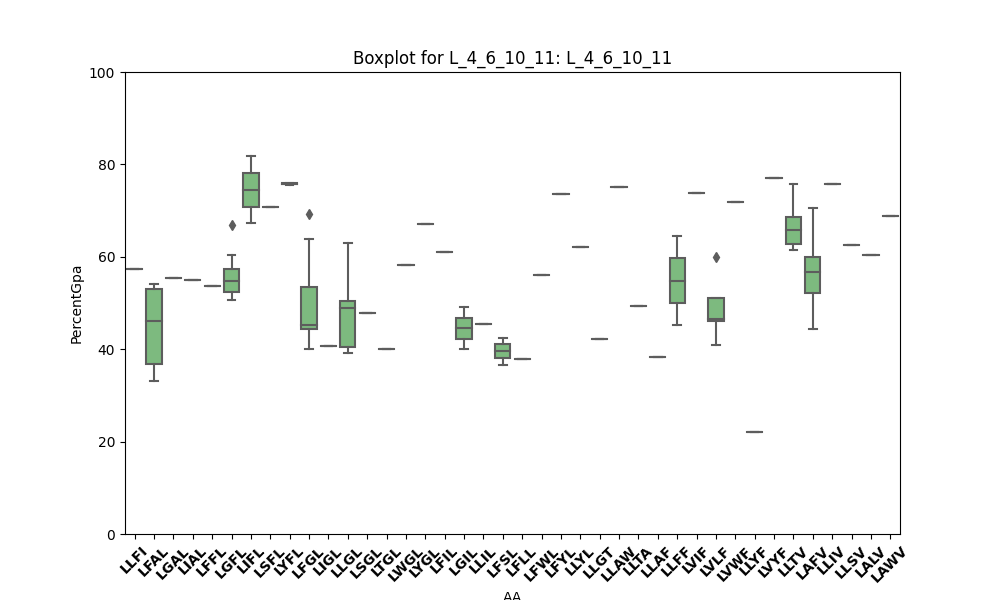 Boxplot for L_4_6_10_11: L_4_6_10_11
100
80
60
40
20
0
PercentGpa
LLFI LFAL LGAL LIAL LFFL LGFL LIFL LSFL LYFL LFGL LIGL LLGL LSGL LTGL LWGL LYGL LFIL LGIL LLIL LFSL LFLL LFWL LFYL LLYL LLGT LLAW LLTA LLAF LLFF LVIF LVLF LVWF LLYF LVYF LLTV LAFV LLIV LLSV LALV LAWV
AA